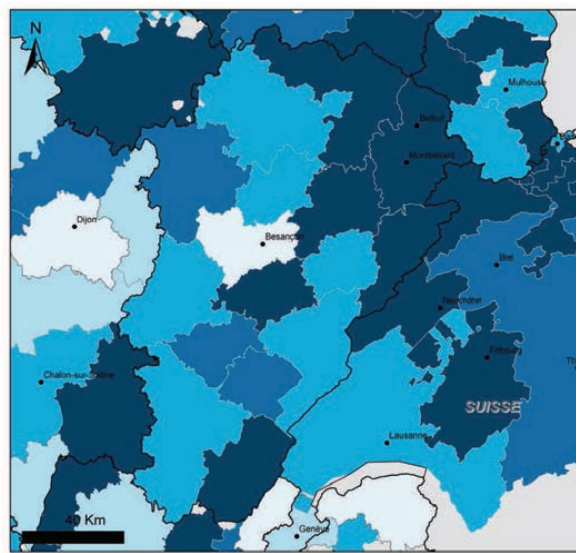 N
Mulhouse
Belfort
Montbéliard
Dijon
Besançon
Biel
Neuchâtel
Fribourg
Chalon-sur-Saône
SUISSE
Lausanne
40 Km
Genève